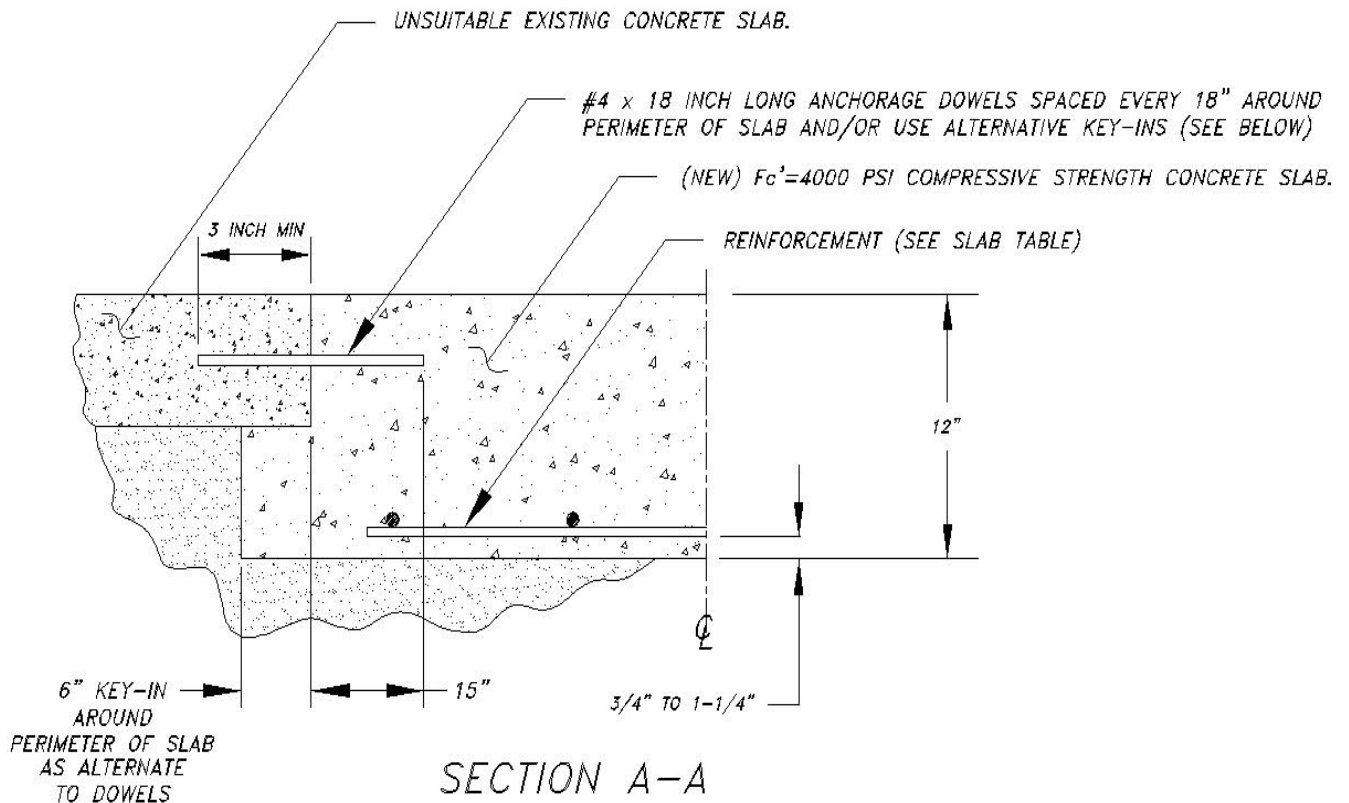 UNSUITABLE EXISTING CONCRETE SLAB.
#4 x 18 INCH LONG ANCHORAGE DOWELS SPACED EVERY 18" AROUND
PERIMETER OF SLAB AND/OR USE ALTERNATIVE KEY-INS (SEE BELOW)
(NEW) Fc'=4000 PSI COMPRESSIVE STRENGTH CONCRETE SLAB.
3 INCH MIN
REINFORCEMENT (SEE SLAB TABLE)
12"
℄
6" KEY-IN
AROUND
PERIMETER OF SLAB
AS ALTERNATE
TO DOWELS
15"
3/4" TO 1-1/4"
SECTION A-A